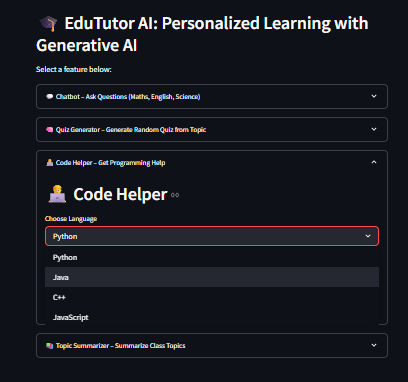 🎓 EduTutor AI: Personalized Learning with
Generative AI
Select a feature below:
💬 Chatbot – Ask Questions (Maths, English, Science)
🧠 Quiz Generator – Generate Random Quiz from Topic
🧑‍💻 Code Helper – Get Programming Help
🧑‍💻 Code Helper
Choose Language
Python
Python
Java
C++
JavaScript
📚 Topic Summarizer – Summarize Class Topics